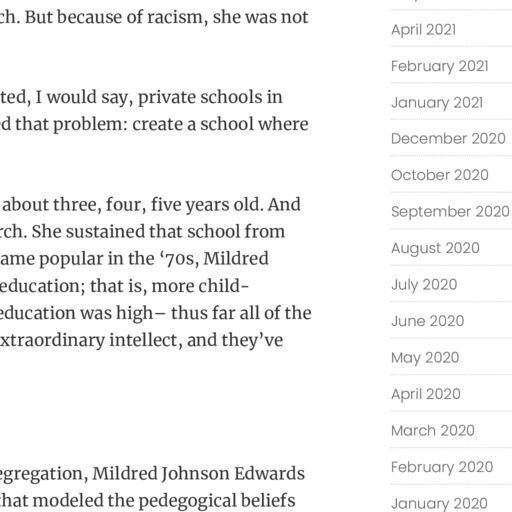 ch. But because of racism, she was not
ted, I would say, private schools in
d that problem: create a school where
about three, four, five years old. And
rch. She sustained that school from
ame popular in the ‘70s, Mildred
education; that is, more child-
education was high– thus far all of the
xtraordinary intellect, and they’ve
egregation, Mildred Johnson Edwards
that modeled the pedegogical beliefs
April 2021
February 2021
January 2021
December 2020
October 2020
September 2020
August 2020
July 2020
June 2020
May 2020
April 2020
March 2020
February 2020
January 2020